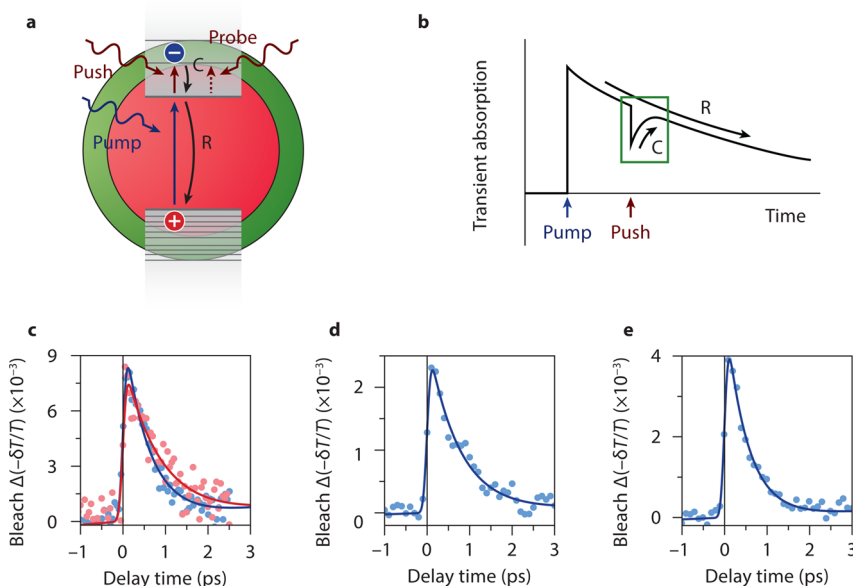 a
Probe
−
C
Push
Pump
R
+
b
Transient absorption
R
C
Time
Pump
Push
c
Bleach Δ(−δT/T) (×10⁻³)
9
6
3
0
−1
0
1
2
3
Delay time (ps)
d
Bleach Δ(−δT/T) (×10⁻³)
2
1
0
−1
0
1
2
3
Delay time (ps)
e
Bleach Δ(−δT/T) (×10⁻³)
4
2
0
−1
0
1
2
3
Delay time (ps)